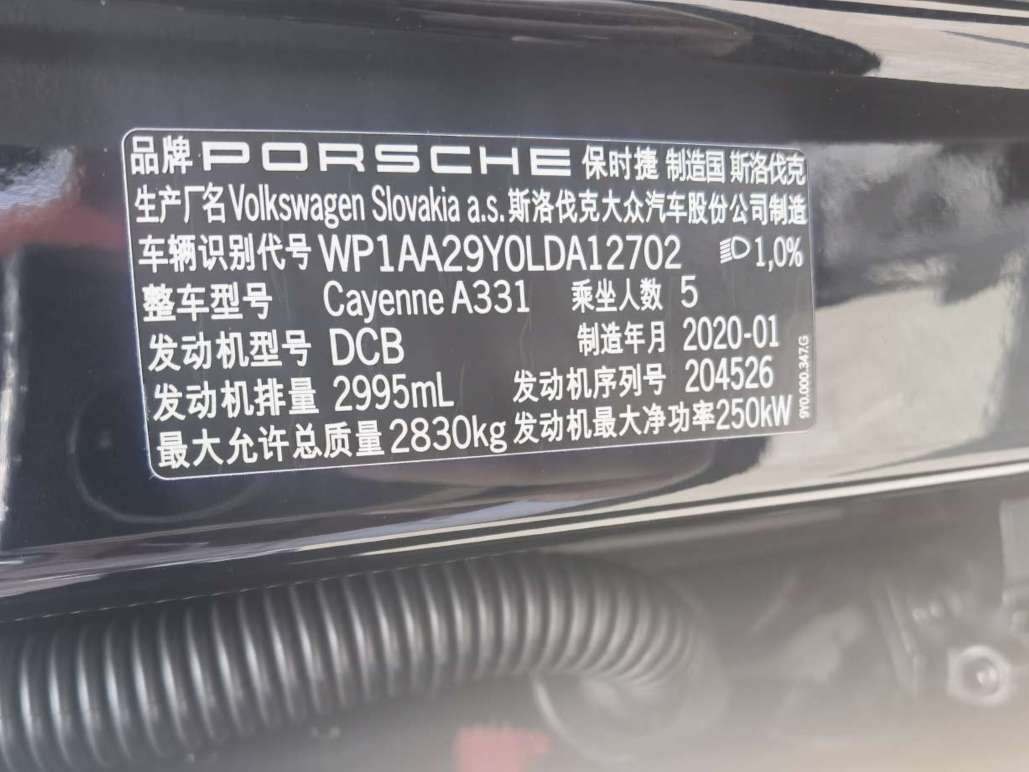 品牌 PORSCHE 保时捷 制造国 斯洛伐克
生产厂名 Volkswagen Slovakia a.s. 斯洛伐克大众汽车股份公司制造
车辆识别代号 WP1AA29Y0LDA12702 1,0%
整车型号 Cayenne A331 乘坐人数 5
发动机型号 DCB 制造年月 2020-01
发动机排量 2995mL 发动机序列号 204526
最大允许总质量 2830kg 发动机最大净功率 250kW
9Y0.000.347.G